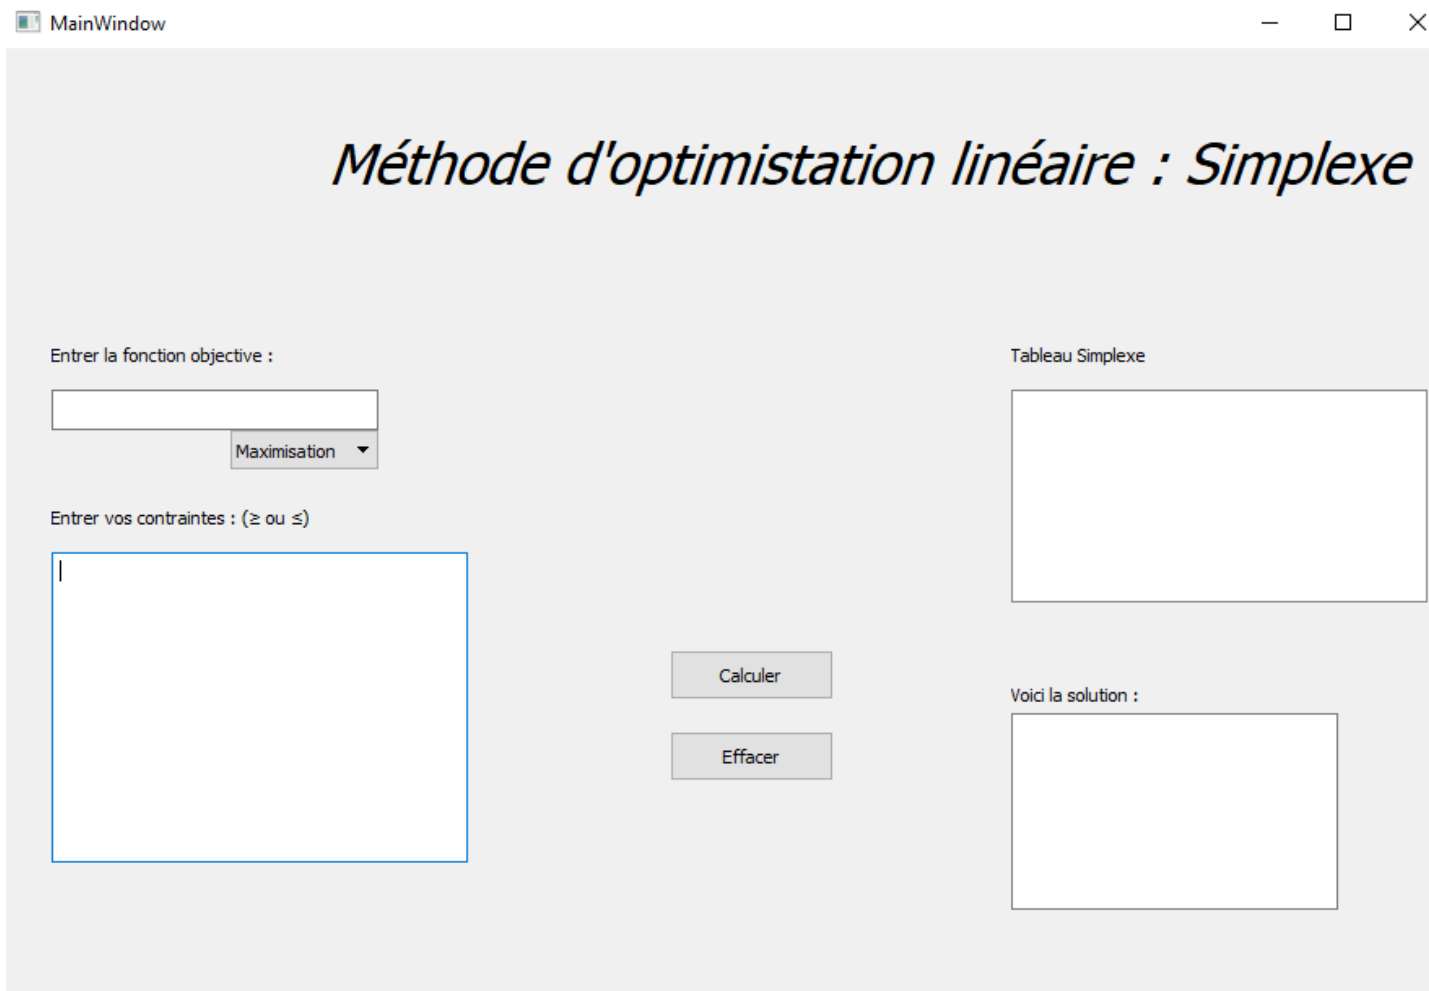 MainWindow
Méthode d'optimistation linéaire : Simplexe
Entrer la fonction objective :
Maximisation
Entrer vos contraintes : (≥ ou ≤)
Calculer
Effacer
Tableau Simplexe
Voici la solution :